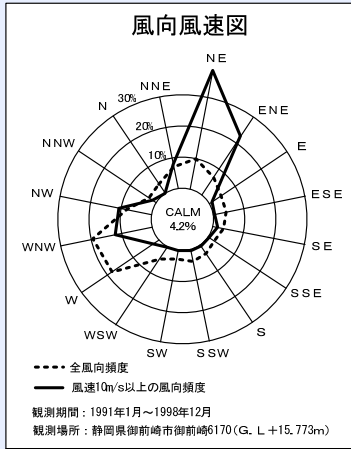 風向風速図
NE
NNE
ENE
N
30%
E
20%
NNW
10%
NW
ESE
CALM
4.2%
WNW
SE
W
SSE
WSW
S
SW
SSW
全風向頻度
風速10m/s以上の風向頻度
観測期間：1991年1月～1998年12月
観測場所：静岡県御前崎市御前崎6170(G.L＋15.773m)